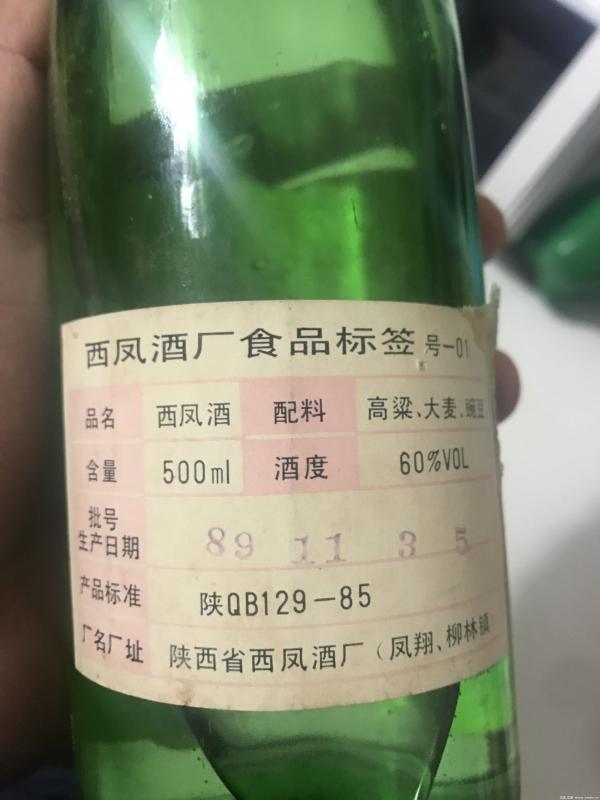 西凤酒厂食品标签 号-01
品名 西凤酒 配料 高粱、大麦、豌豆
含量 500ml 酒度 60%VOL
批号
生产日期 89 11 3 5
产品标准 陕QB129-85
厂名厂址 陕西省西凤酒厂(凤翔、柳林镇